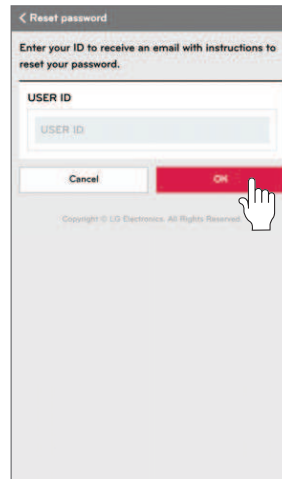 < Reset password
Enter your ID to receive an email with instructions to
reset your password.
USER ID
USER ID
Cancel OK
Copyright © LG Electronics. All Rights Reserved.